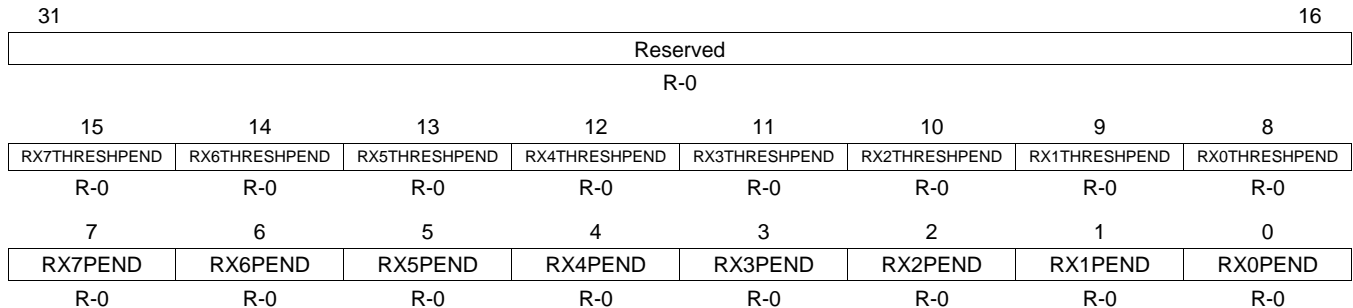 31 16
Reserved
R-0
15 14 13 12 11 10 9 8
RX7THRESHPEND RX6THRESHPEND RX5THRESHPEND RX4THRESHPEND RX3THRESHPEND RX2THRESHPEND RX1THRESHPEND RX0THRESHPEND
R-0 R-0 R-0 R-0 R-0 R-0 R-0 R-0
7 6 5 4 3 2 1 0
RX7PEND RX6PEND RX5PEND RX4PEND RX3PEND RX2PEND RX1PEND RX0PEND
R-0 R-0 R-0 R-0 R-0 R-0 R-0 R-0